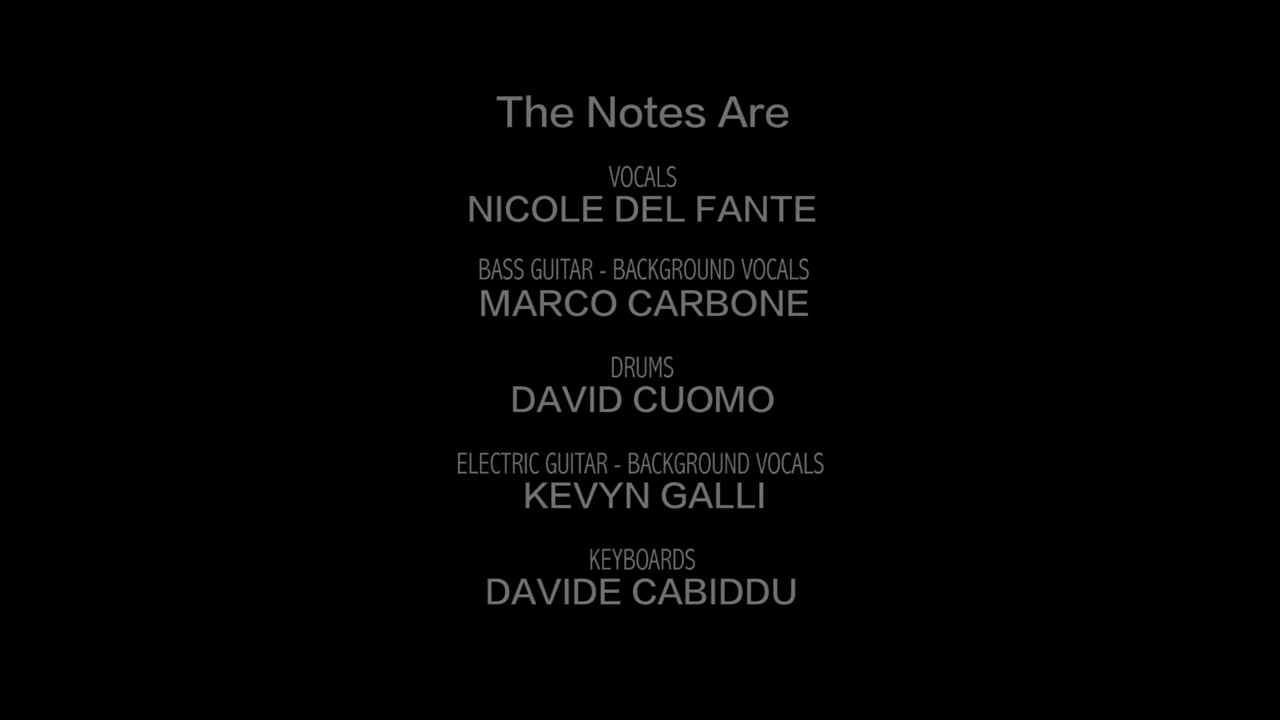 The Notes Are
VOCALS
NICOLE DEL FANTE
BASS GUITAR - BACKGROUND VOCALS
MARCO CARBONE
DRUMS
DAVID CUOMO
ELECTRIC GUITAR - BACKGROUND VOCALS
KEVYN GALLI
KEYBOARDS
DAVIDE CABIDDU